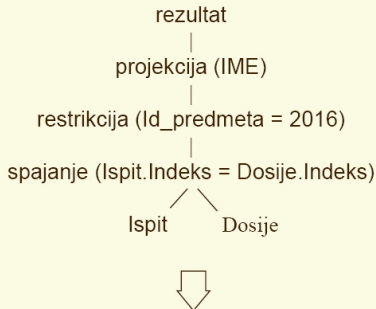 rezultat
projekcija (IME)
restrikcija (Id_predmeta = 2016)
spajanje (Ispit.Indeks = Dosije.Indeks)
Ispit Dosije